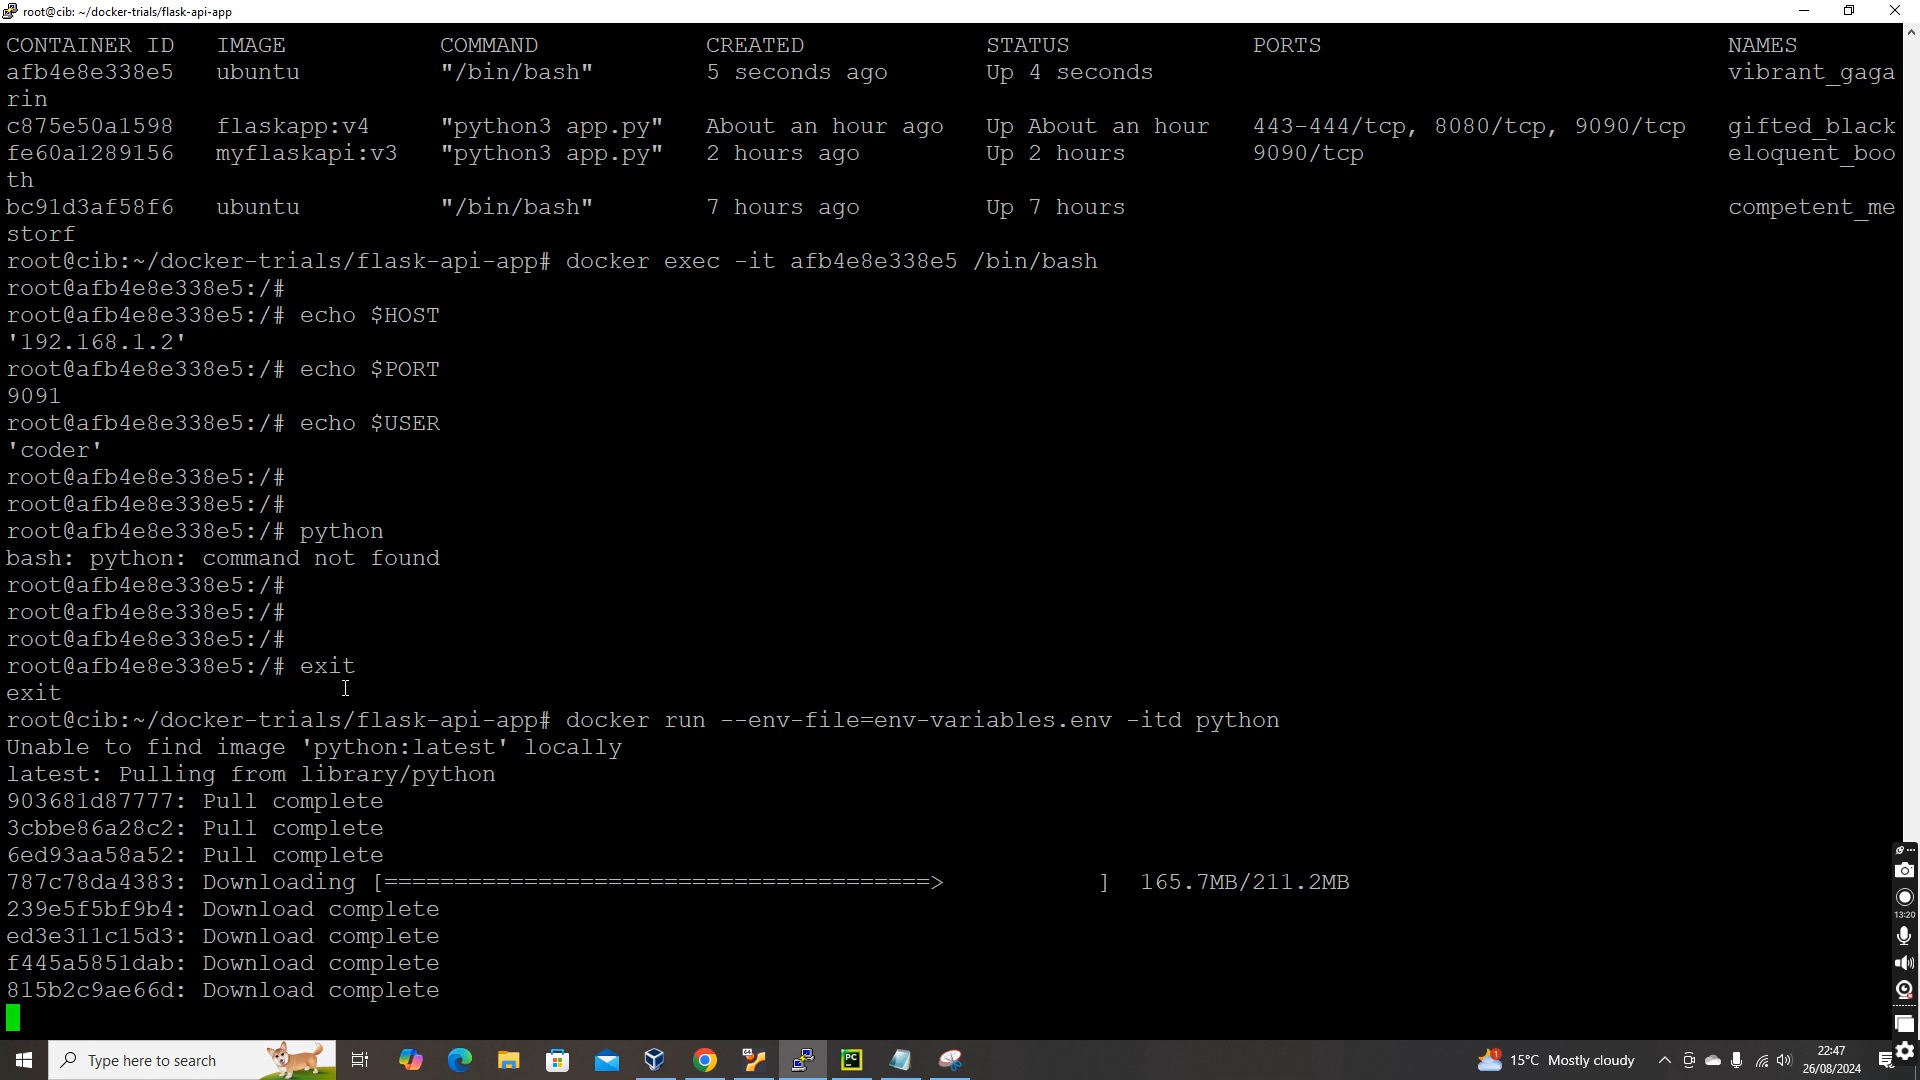 root@cib: ~/docker-trials/flask-api-app
CONTAINER ID   IMAGE           COMMAND            CREATED             STATUS          PORTS                              NAMES
afb4e8e338e5   ubuntu          "/bin/bash"        5 seconds ago       Up 4 seconds                                       vibrant_gaga
rin
c875e50a1598   flaskapp:v4     "python3 app.py"   About an hour ago   Up About an hour   443-444/tcp, 8080/tcp, 9090/tcp   gifted_black
fe60a1289156   myflaskapi:v3   "python3 app.py"   2 hours ago         Up 2 hours         9090/tcp                          eloquent_boo
th
bc91d3af58f6   ubuntu          "/bin/bash"        7 hours ago         Up 7 hours                                         competent_me
storf
root@cib:~/docker-trials/flask-api-app# docker exec -it afb4e8e338e5 /bin/bash
root@afb4e8e338e5:/#
root@afb4e8e338e5:/# echo $HOST
'192.168.1.2'
root@afb4e8e338e5:/# echo $PORT
9091
root@afb4e8e338e5:/# echo $USER
'coder'
root@afb4e8e338e5:/#
root@afb4e8e338e5:/#
root@afb4e8e338e5:/# python
bash: python: command not found
root@afb4e8e338e5:/#
root@afb4e8e338e5:/#
root@afb4e8e338e5:/#
root@afb4e8e338e5:/# exit
exit
root@cib:~/docker-trials/flask-api-app# docker run --env-file=env-variables.env -itd python
Unable to find image 'python:latest' locally
latest: Pulling from library/python
903681d87777: Pull complete
3cbbe86a28c2: Pull complete
6ed93aa58a52: Pull complete
787c78da4383: Downloading [=======================================>           ]  165.7MB/211.2MB
239e5f5bf9b4: Download complete
ed3e311c15d3: Download complete
f445a5851dab: Download complete
815b2c9ae66d: Download complete
13:20
Type here to search
PC
1
15°C Mostly cloudy
22:47
26/08/2024